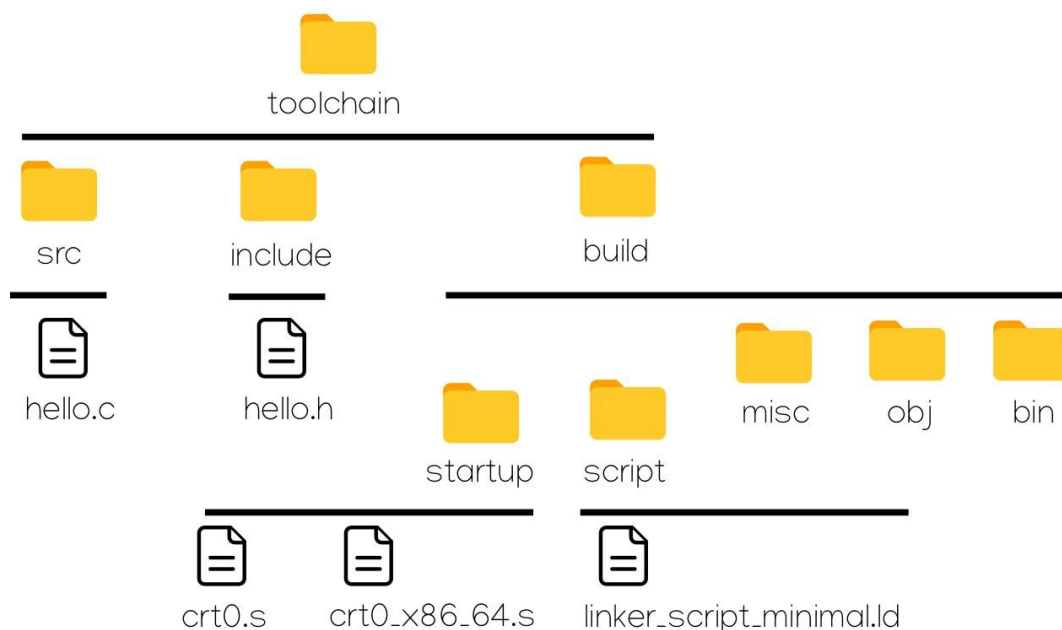 toolchain
src
include
build
hello.c
hello.h
startup
script
misc
obj
bin
crt0.s
crt0_x86_64.s
linker_script_minimal.ld